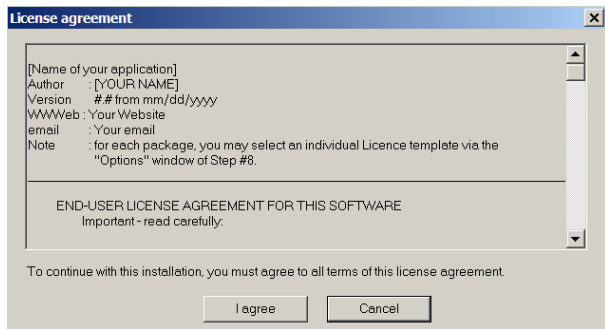 License agreement
[Name of your application]
Author : [YOUR NAME]
Version #.# from mm/dd/yyyy
WWWeb : Your Website
email : Your email
Note : for each package, you may select an individual Licence template via the
"Options" window of Step #8.
END-USER LICENSE AGREEMENT FOR THIS SOFTWARE
Important - read carefully:
To continue with this installation, you must agree to all terms of this license agreement.
I agree
Cancel